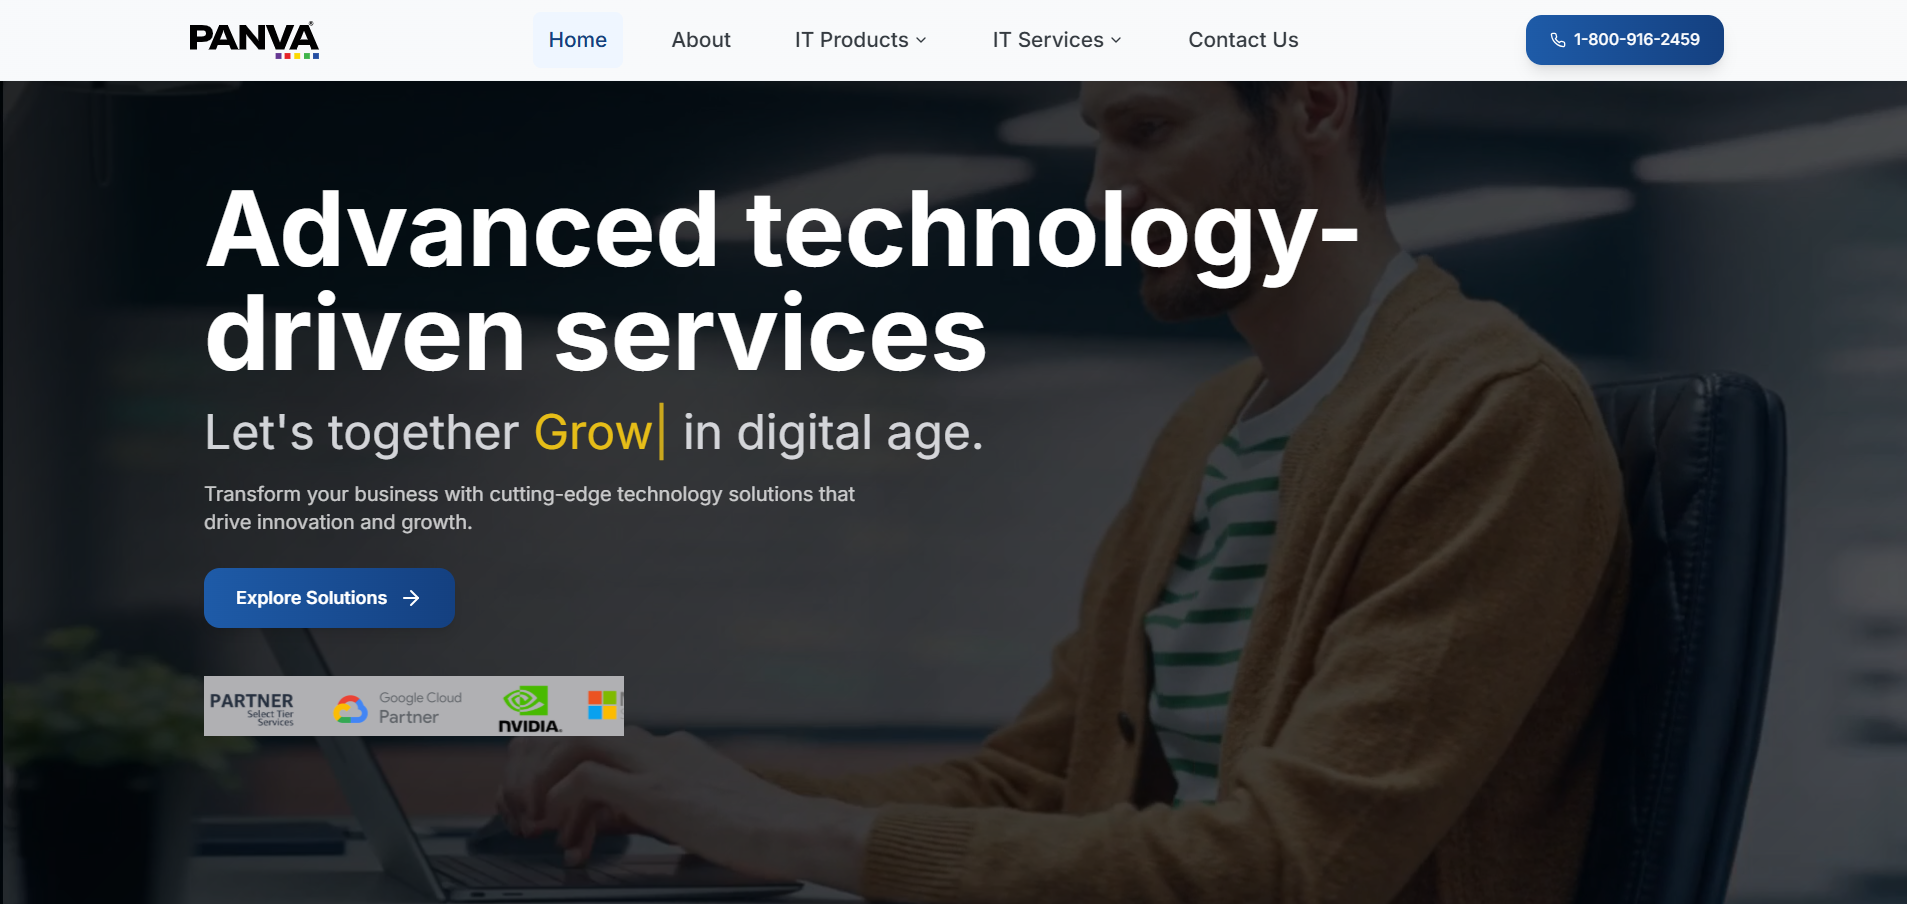 PANVA
Home
About
IT Products
IT Services
Contact Us
1-800-916-2459
Advanced technology-
driven services
Let's together Grow| in digital age.
Transform your business with cutting-edge technology solutions that
drive innovation and growth.
Explore Solutions
PARTNER
Select Tier
Services
Google Cloud
Partner
NVIDIA.